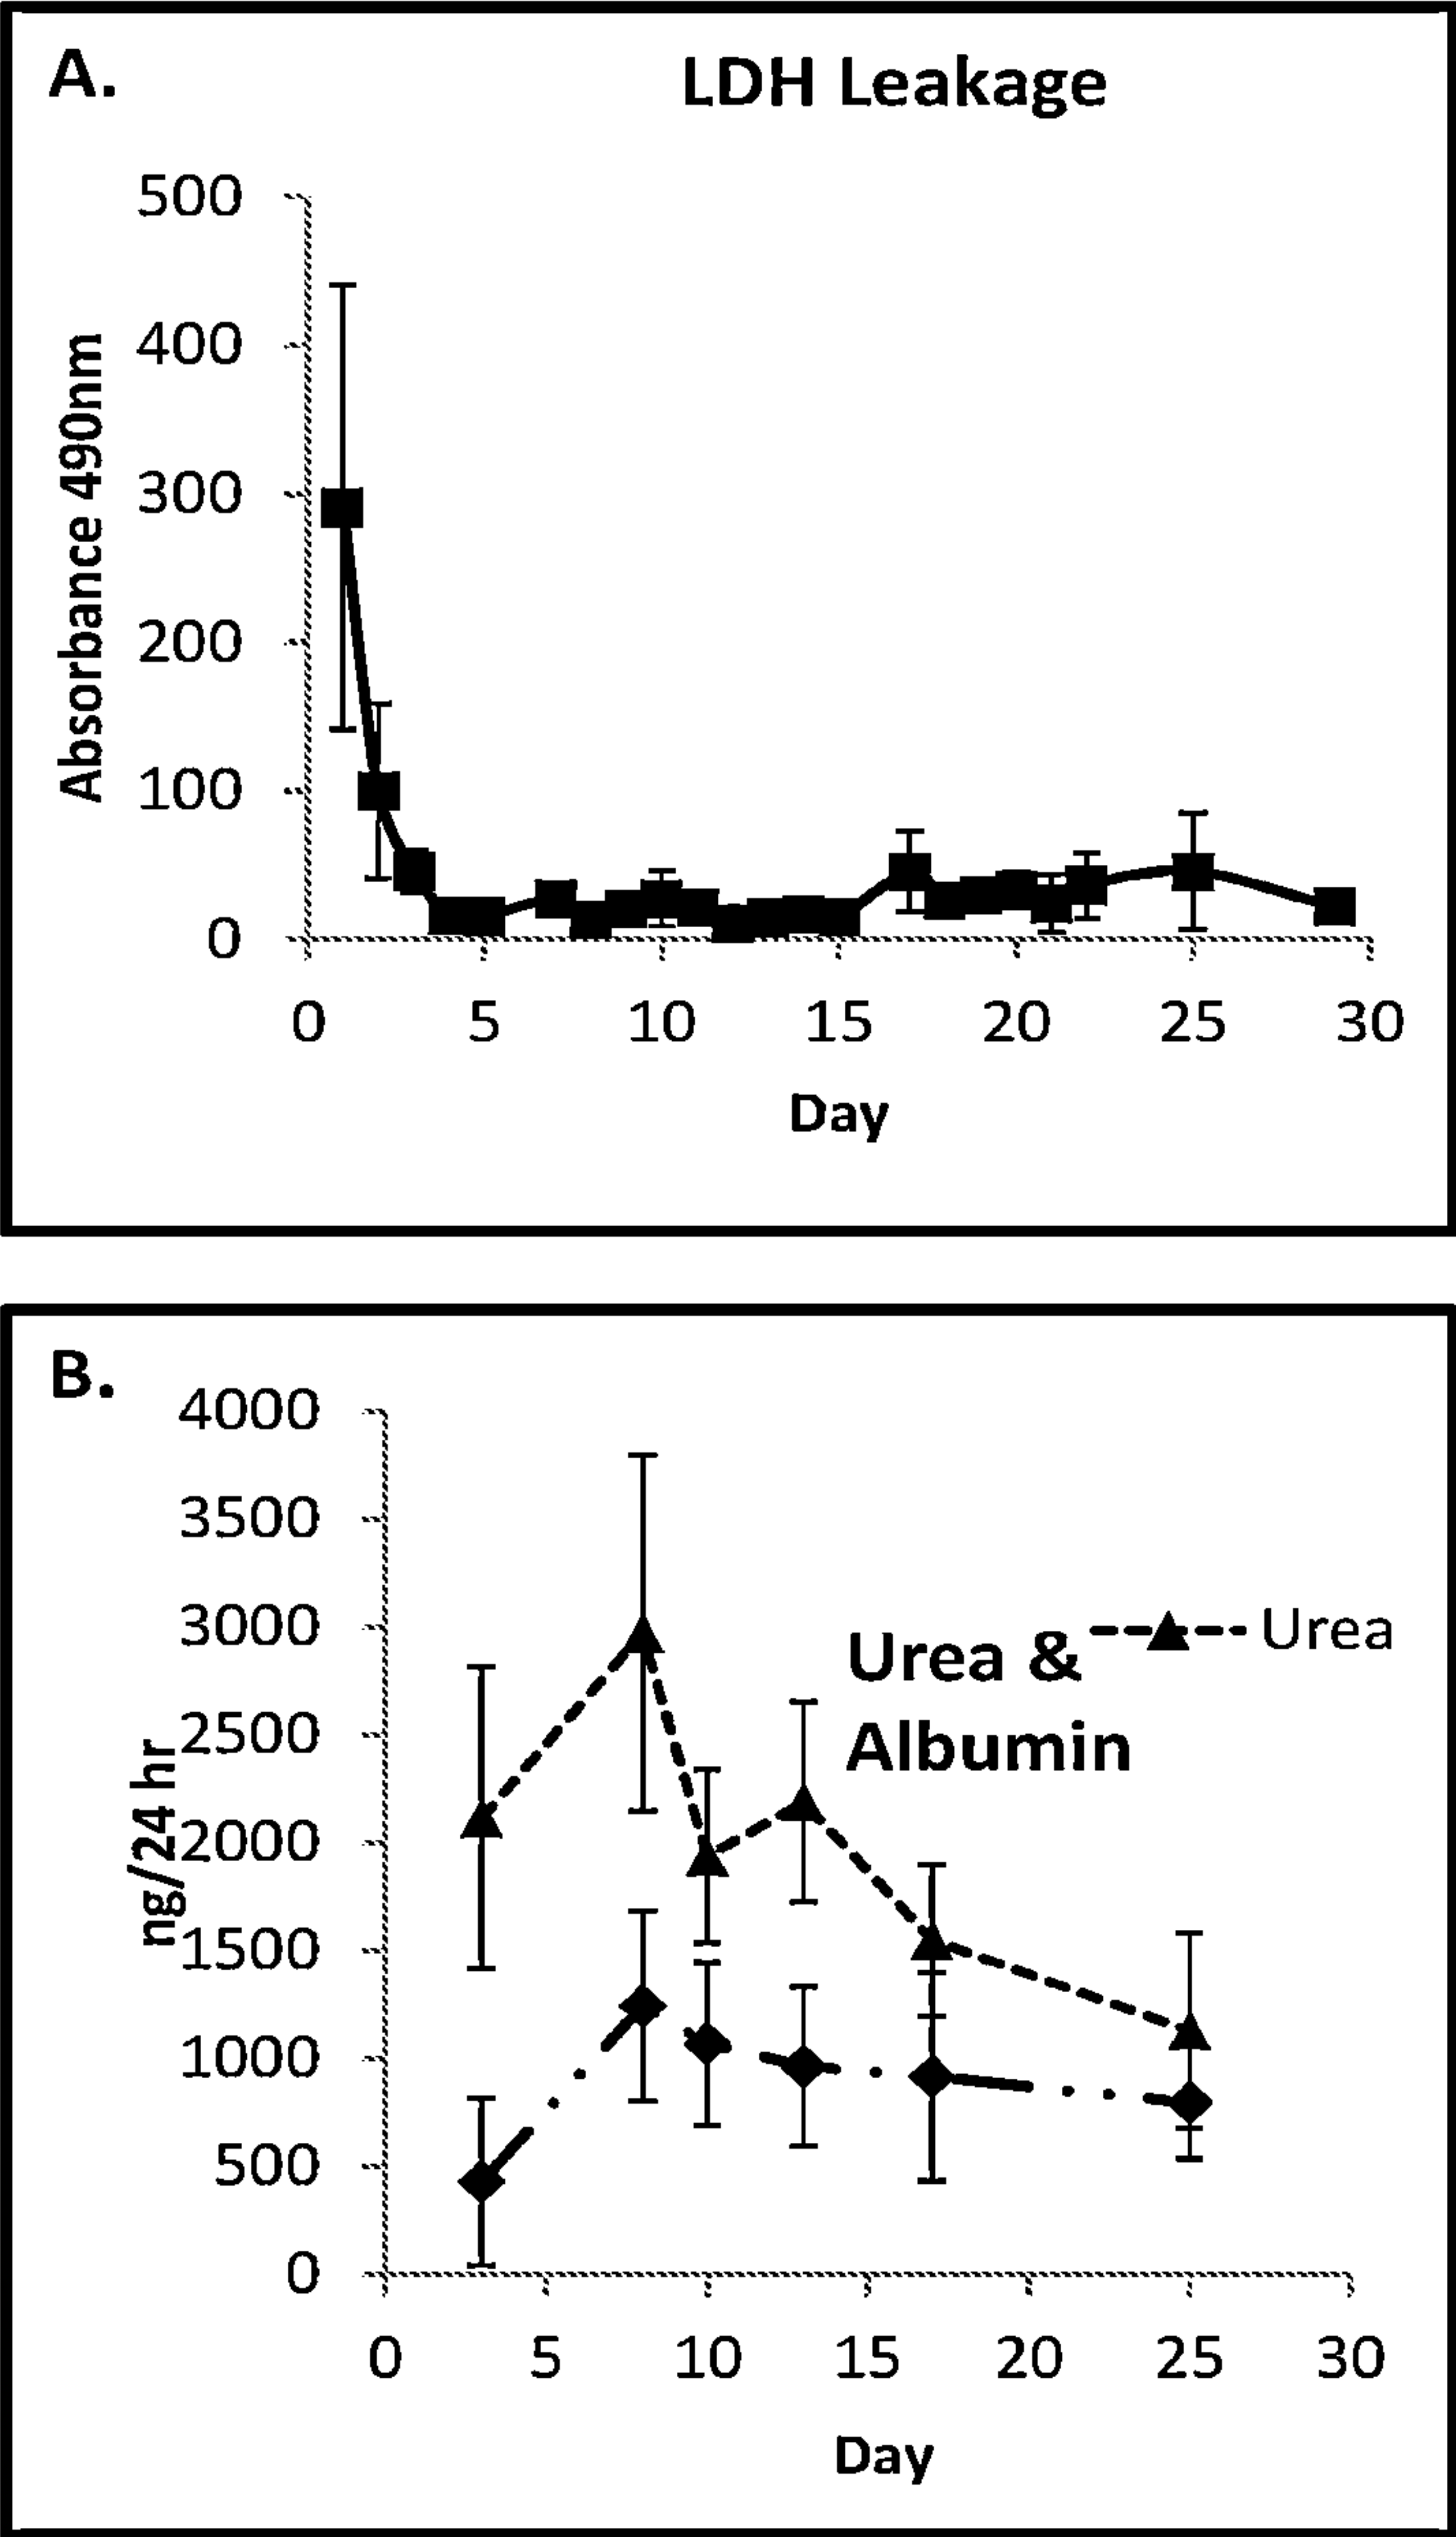 A.
LDH Leakage
500
400
300
200
100
0
Absorbance 490nm
0 5 10 15 20 25 30
Day
B.
4000
3500
3000
2500
2000
1500
1000
500
0
ng/24 hr
Urea &
Albumin
Urea
0 5 10 15 20 25 30
Day